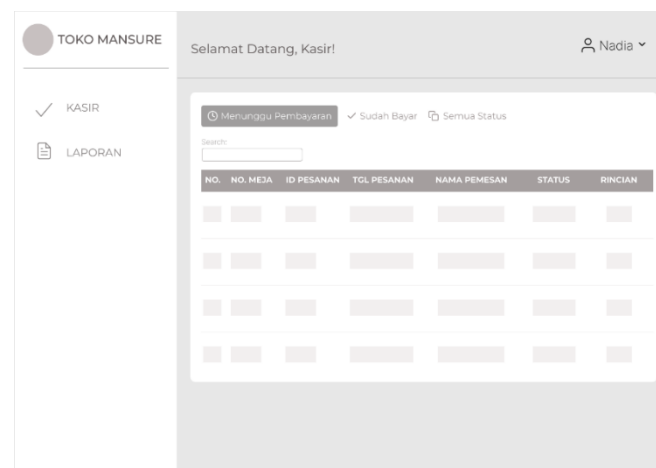 TOKO MANSURE
Selamat Datang, Kasir!
Nadia
KASIR
LAPORAN
Menunggu Pembayaran
Sudah Bayar
Semua Status
Search:
NO. NO. MEJA ID PESANAN TGL PESANAN NAMA PEMESAN STATUS RINCIAN